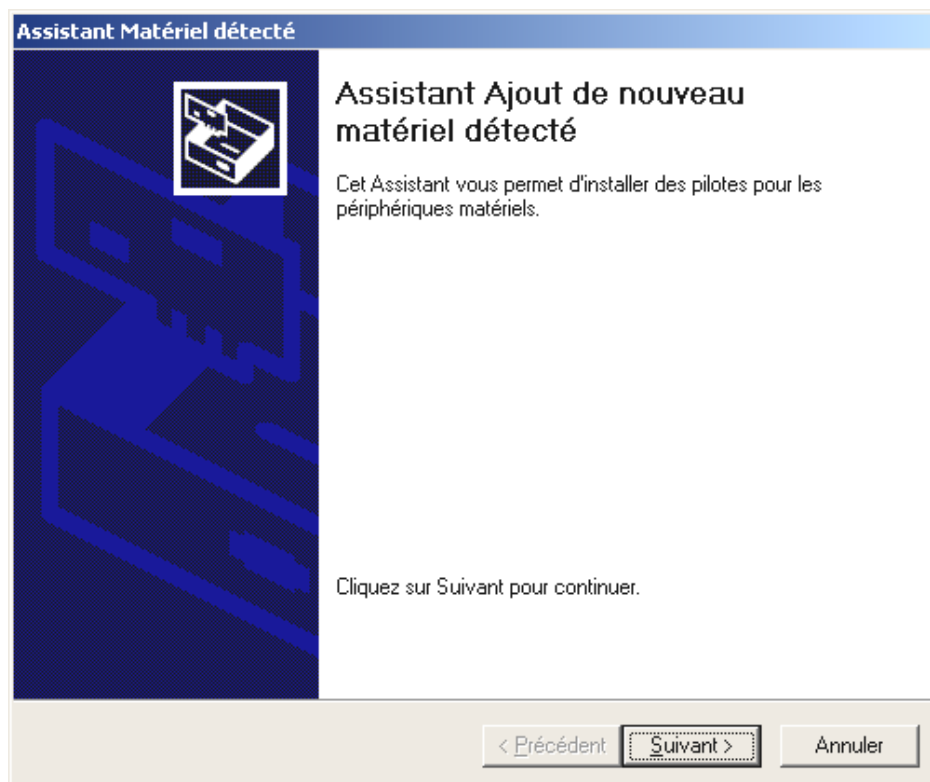 Assistant Matériel détecté
Assistant Ajout de nouveau
matériel détecté
Cet Assistant vous permet d'installer des pilotes pour les
périphériques matériels.
Cliquez sur Suivant pour continuer.
< Précédent
Suivant >
Annuler